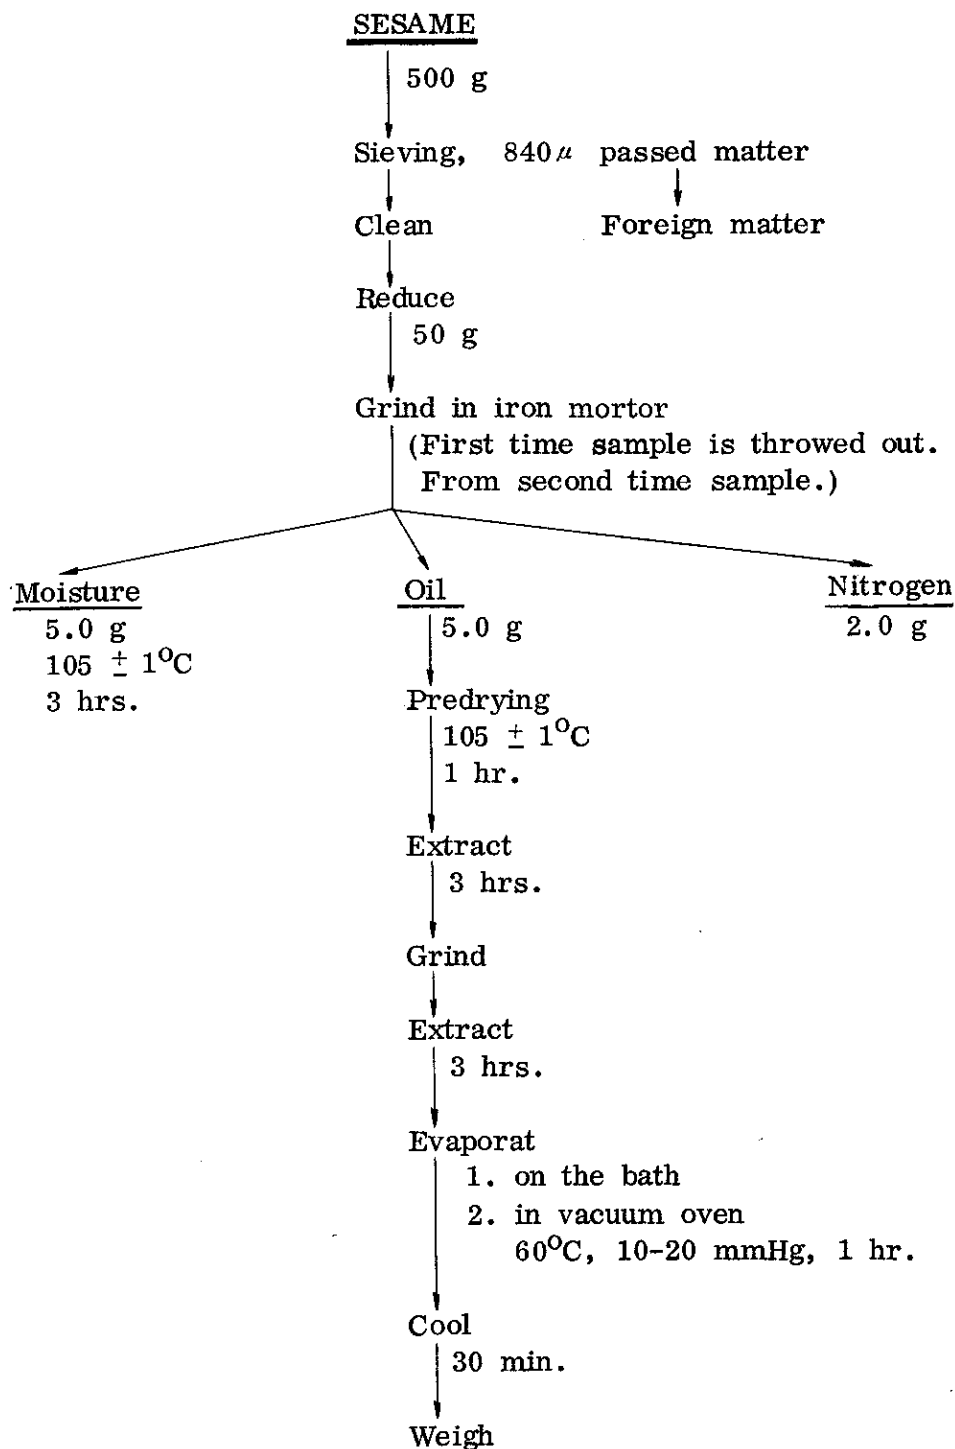 SESAME
500 g
Sieving, 840μ passed matter
Clean
Foreign matter
Reduce
50 g
Grind in iron mortor
(First time sample is throwed out.
From second time sample.)
Moisture
5.0 g
105 ± 1°C
3 hrs.
Oil
5.0 g
Predrying
105 ± 1°C
1 hr.
Extract
3 hrs.
Grind
Extract
3 hrs.
Evaporat
1. on the bath
2. in vacuum oven
60°C, 10-20 mmHg, 1 hr.
Cool
30 min.
Weigh
Nitrogen
2.0 g